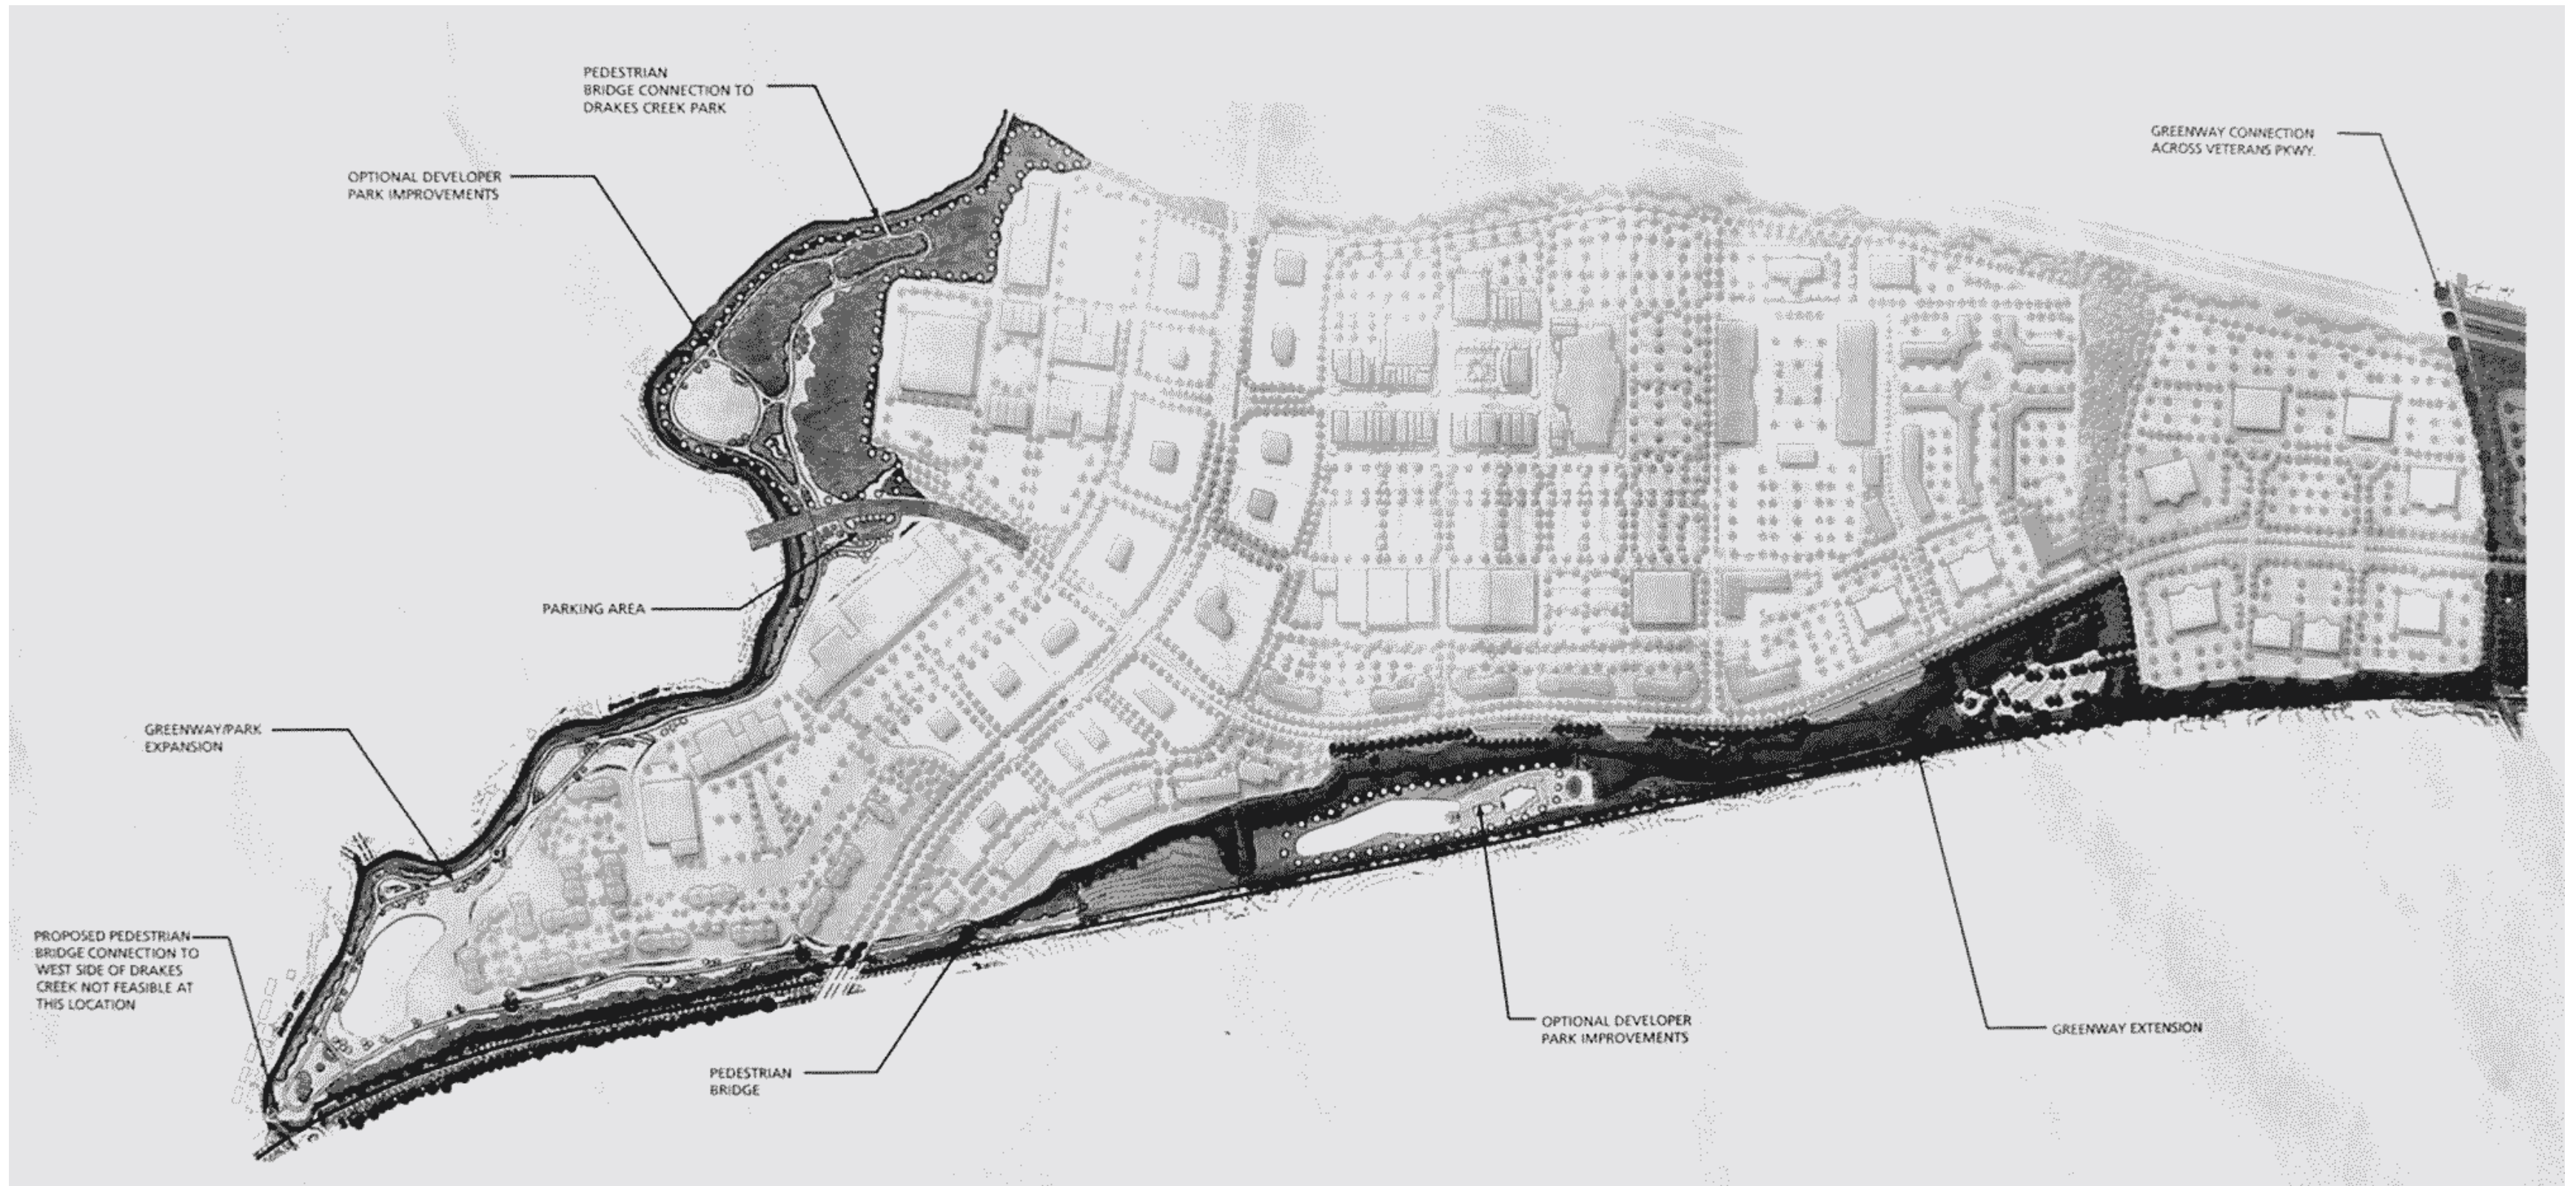 PEDESTRIAN
BRIDGE CONNECTION TO
DRAKES CREEK PARK
OPTIONAL DEVELOPER
PARK IMPROVEMENTS
GREENWAY CONNECTION
ACROSS VETERANS PKWY.
PARKING AREA
GREENWAY/PARK
EXPANSION
PROPOSED PEDESTRIAN
BRIDGE CONNECTION TO
WEST SIDE OF DRAKES
CREEK NOT FEASIBLE AT
THIS LOCATION
PEDESTRIAN
BRIDGE
OPTIONAL DEVELOPER
PARK IMPROVEMENTS
GREENWAY EXTENSION